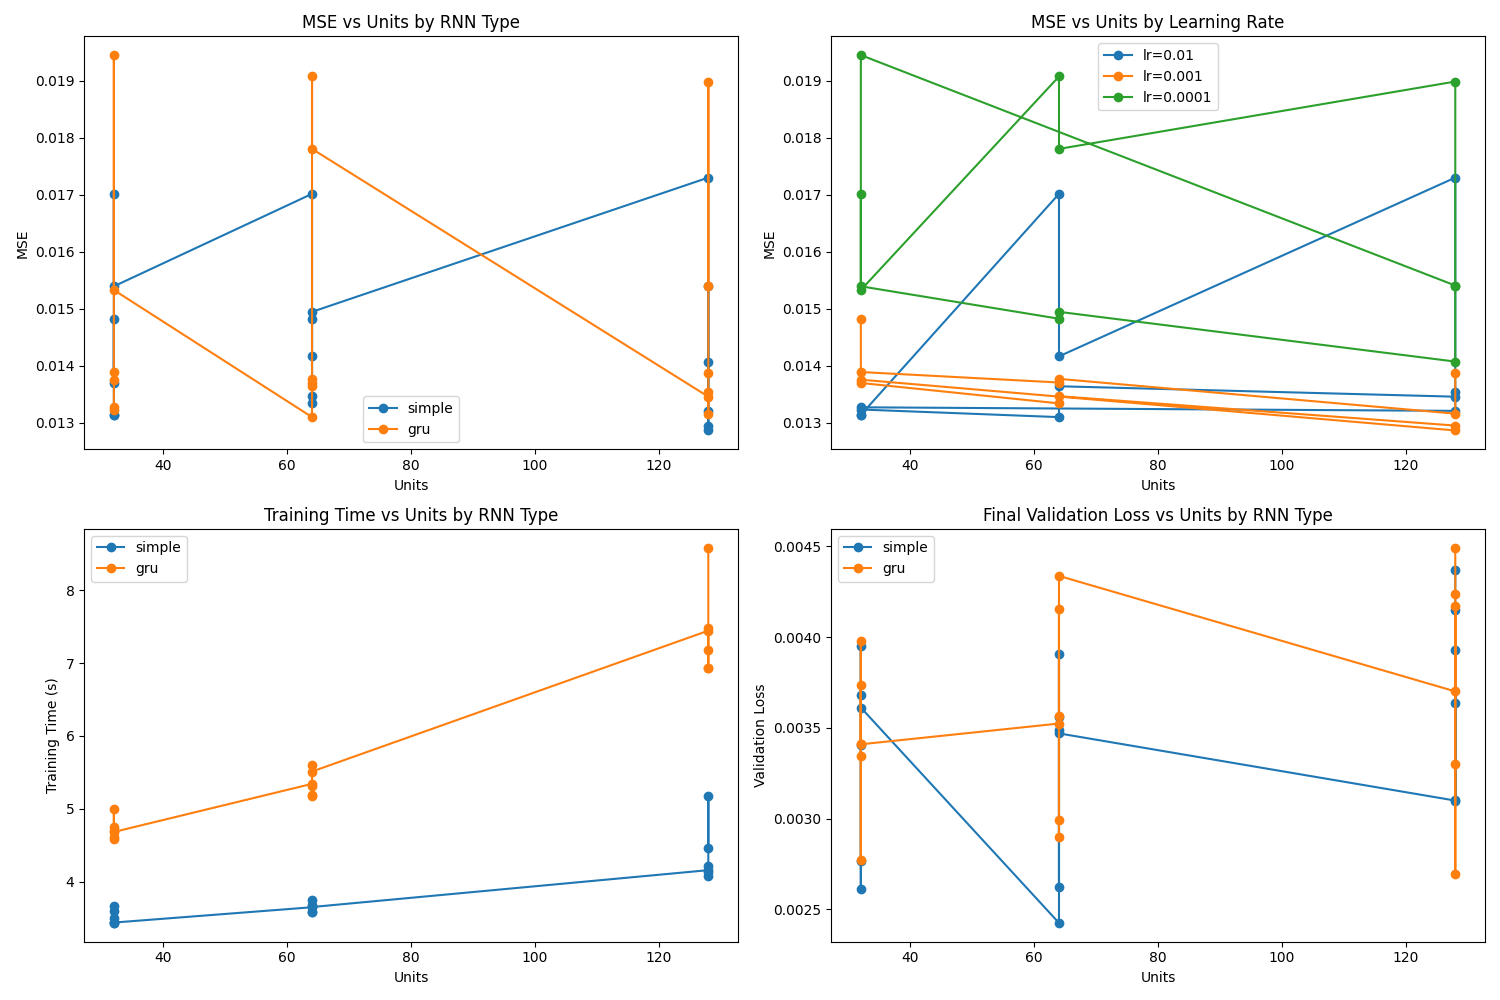 MSE vs Units by RNN Type
MSE
0.019
0.018
0.017
0.016
0.015
0.014
0.013
simple
gru
40 60 80 100 120
Units
MSE vs Units by Learning Rate
MSE
0.019
0.018
0.017
0.016
0.015
0.014
0.013
lr=0.01
lr=0.001
lr=0.0001
40 60 80 100 120
Units
Training Time vs Units by RNN Type
Training Time (s)
8
7
6
5
4
simple
gru
40 60 80 100 120
Units
Final Validation Loss vs Units by RNN Type
Validation Loss
0.0045
0.0040
0.0035
0.0030
0.0025
simple
gru
40 60 80 100 120
Units